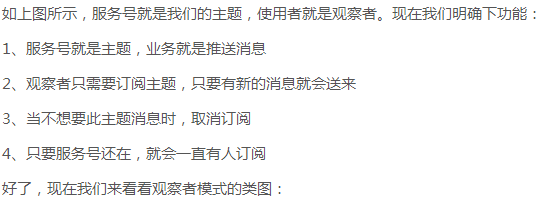 如上图所示，服务号就是我们的主题，使用者就是观察者。现在我们明确下功能：
1、服务号就是主题，业务就是推送消息
2、观察者只需要订阅主题，只要有新的消息就会送来
3、当不想要此主题消息时，取消订阅
4、只要服务号还在，就会一直有人订阅
好了，现在我们来看看观察者模式的类图：